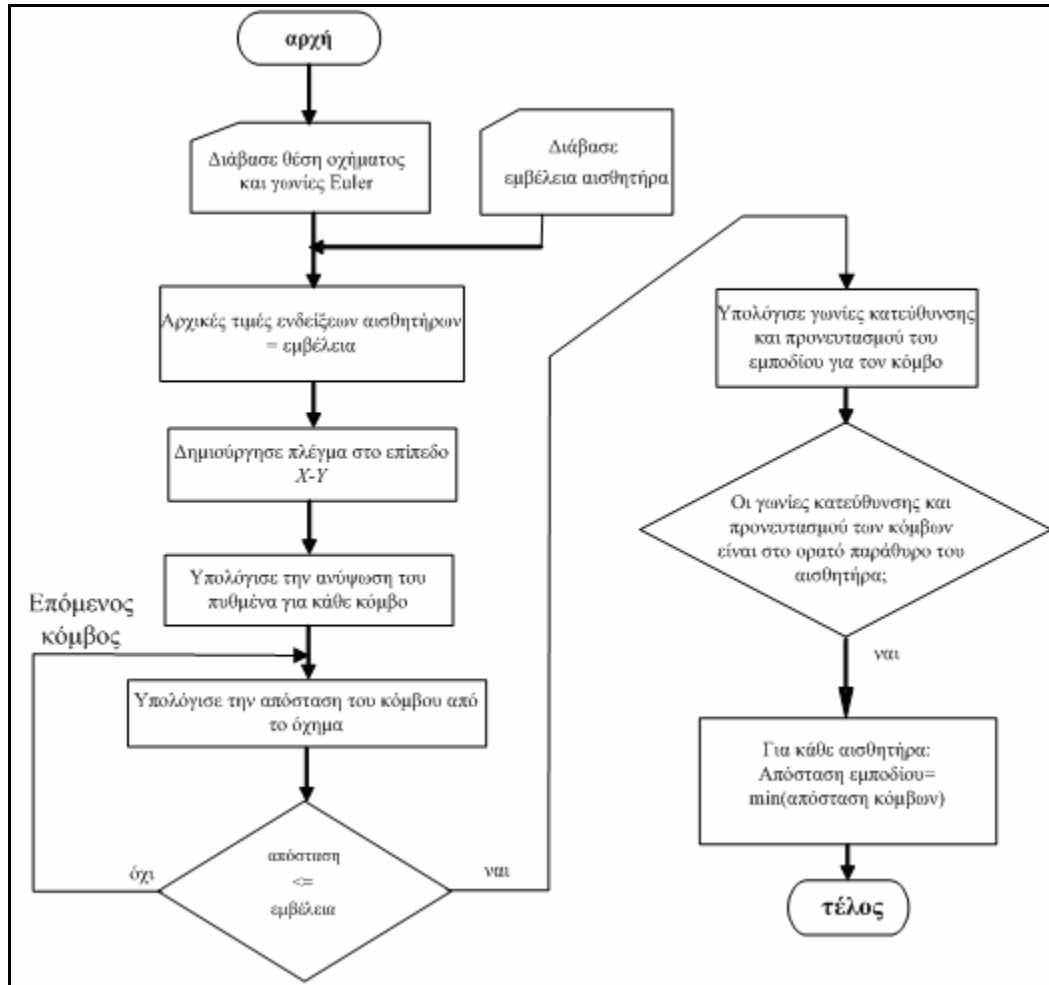 αρχή
Διάβασε θέση οχήματος
και γωνίες Euler
Διάβασε
εμβέλεια αισθητήρα
Αρχικές τιμές ενδείξεων αισθητήρων
= εμβέλεια
Δημιούργησε πλέγμα στο επίπεδο
X-Y
Υπολόγισε την ανύψωση του
πυθμένα για κάθε κόμβο
Επόμενος
κόμβος
Υπολόγισε την απόσταση του κόμβου από
το όχημα
απόσταση
<=
εμβέλεια
όχι
ναι
Υπολόγισε γωνίες κατεύθυνσης
και προνευτασμού του
εμποδίου για τον κόμβο
Οι γωνίες κατεύθυνσης και
προνευτασμού των κόμβων
είναι στο ορατό παράθυρο του
αισθητήρα;
ναι
Για κάθε αισθητήρα:
Απόσταση εμποδίου=
min(απόσταση κόμβων)
τέλος